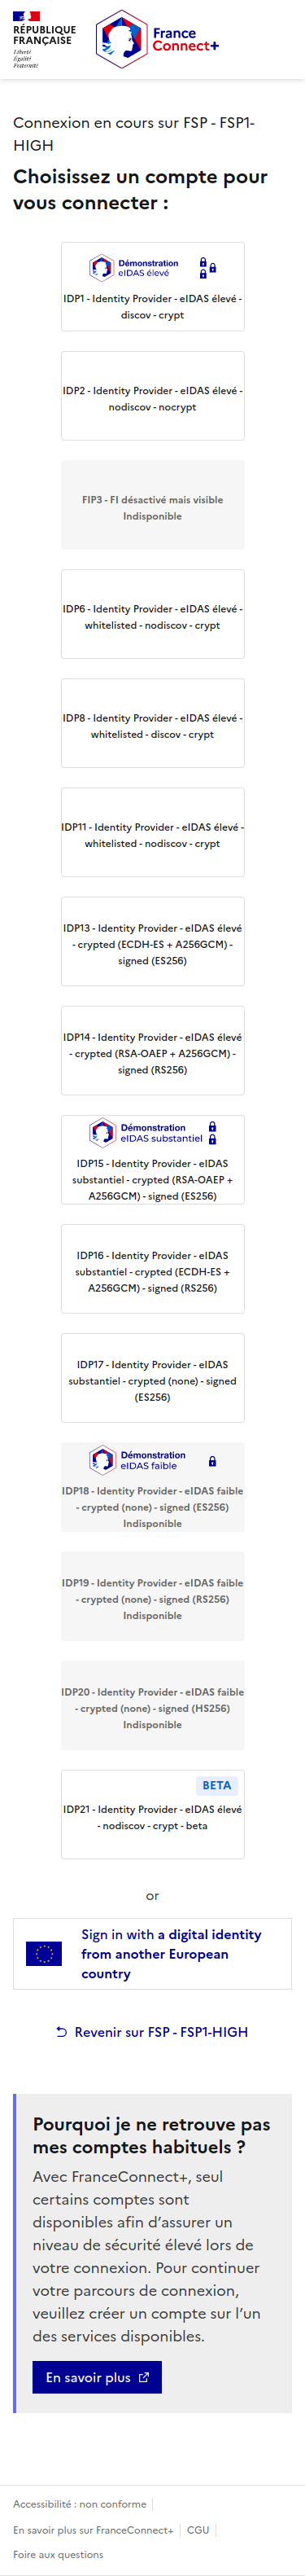 RÉPUBLIQUE
FRANÇAISE
Liberté
Égalité
Fraternité
France
Connect+
Connexion en cours sur FSP - FSP1-
HIGH
Choisissez un compte pour
vous connecter :
Démonstration
eIDAS élevé
IDP1 - Identity Provider - eIDAS élevé -
discov - crypt
IDP2 - Identity Provider - eIDAS élevé -
nodiscov - nocrypt
FIP3 - FI désactivé mais visible
Indisponible
IDP6 - Identity Provider - eIDAS élevé -
whitelisted - nodiscov - crypt
IDP8 - Identity Provider - eIDAS élevé -
whitelisted - discov - crypt
IDP11 - Identity Provider - eIDAS élevé -
whitelisted - nodiscov - crypt
IDP13 - Identity Provider - eIDAS élevé
- crypted (ECDH-ES + A256GCM) -
signed (ES256)
IDP14 - Identity Provider - eIDAS élevé
- crypted (RSA-OAEP + A256GCM) -
signed (RS256)
Démonstration
eIDAS substantiel
IDP15 - Identity Provider - eIDAS
substantiel - crypted (RSA-OAEP +
A256GCM) - signed (ES256)
IDP16 - Identity Provider - eIDAS
substantiel - crypted (ECDH-ES +
A256GCM) - signed (RS256)
IDP17 - Identity Provider - eIDAS
substantiel - crypted (none) - signed
(ES256)
Démonstration
eIDAS faible
IDP18 - Identity Provider - eIDAS faible
- crypted (none) - signed (ES256)
Indisponible
IDP19 - Identity Provider - eIDAS faible
- crypted (none) - signed (RS256)
Indisponible
IDP20 - Identity Provider - eIDAS faible
- crypted (none) - signed (HS256)
Indisponible
BETA
IDP21 - Identity Provider - eIDAS élevé
- nodiscov - crypt - beta
or
Sign in with a digital identity
from another European
country
Revenir sur FSP - FSP1-HIGH
Pourquoi je ne retrouve pas
mes comptes habituels ?
Avec FranceConnect+, seul
certains comptes sont
disponibles afin d’assurer un
niveau de sécurité élevé lors de
votre connexion. Pour continuer
votre parcours de connexion,
veuillez créer un compte sur l’un
des services disponibles.
En savoir plus
Accessibilité : non conforme
En savoir plus sur FranceConnect+
CGU
Foire aux questions